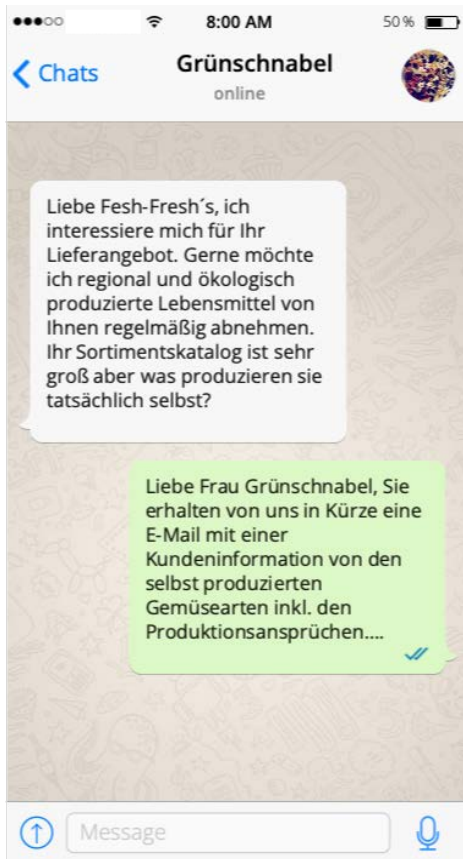 8:00 AM
50 %
Chats
Grünschnabel
online
Liebe Fesh-Fresh´s, ich
interessiere mich für Ihr
Lieferangebot. Gerne möchte
ich regional und ökologisch
produzierte Lebensmittel von
Ihnen regelmäßig abnehmen.
Ihr Sortimentskatalog ist sehr
groß aber was produzieren sie
tatsächlich selbst?
Liebe Frau Grünschnabel, Sie
erhalten von uns in Kürze eine
E-Mail mit einer
Kundeninformation von den
selbst produzierten
Gemüsearten inkl. den
Produktionsansprüchen....
Message